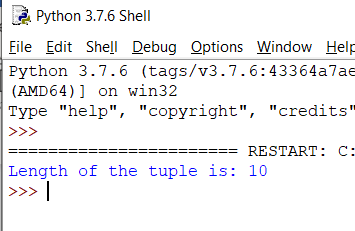 Python 3.7.6 Shell
File Edit Shell Debug Options Window Help
Python 3.7.6 (tags/v3.7.6:43364a7ae
(AMD64)] on win32
Type "help", "copyright", "credits"
>>>
======================= RESTART: C:
Length of the tuple is: 10
>>>